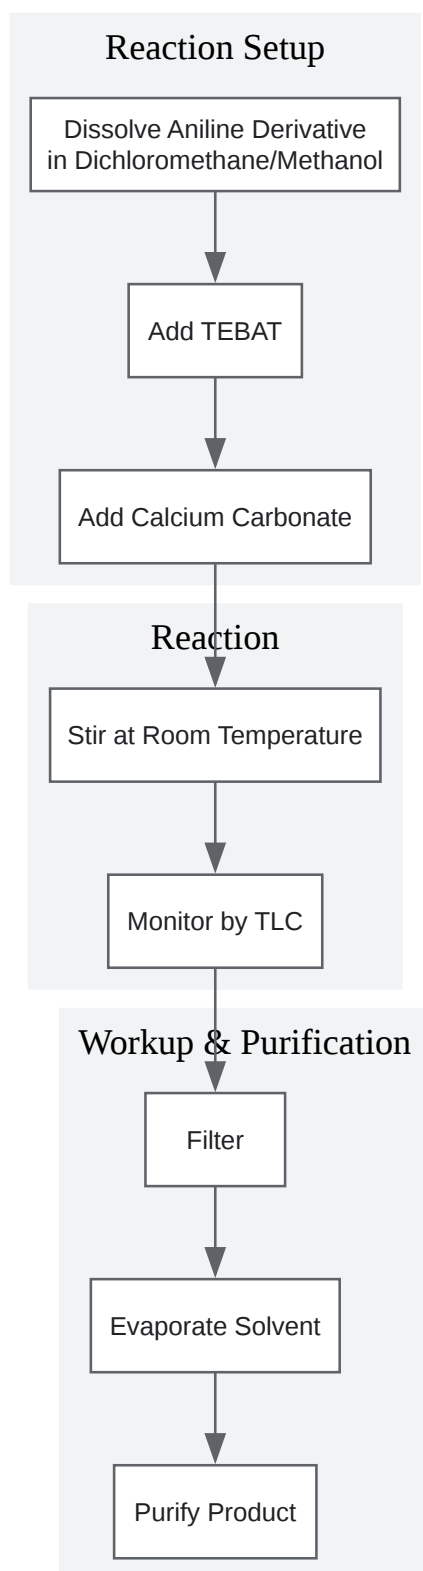 Reaction Setup
Dissolve Aniline Derivative
in Dichloromethane/Methanol
Add TEBAT
Add Calcium Carbonate
Reaction
Stir at Room Temperature
Monitor by TLC
Workup & Purification
Filter
Evaporate Solvent
Purify Product